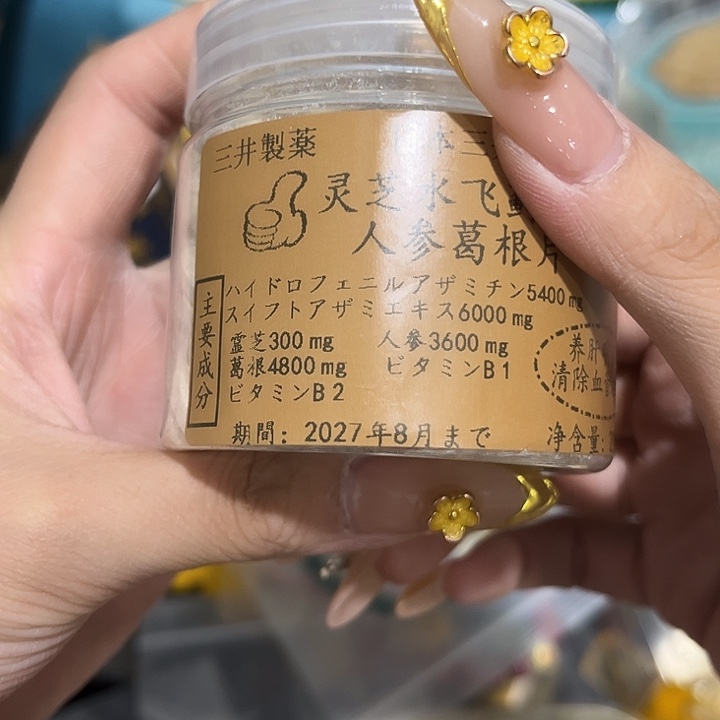 三井製薬
本三
灵芝水飞
人参葛根片
主要成分
ハイドロフェニルアザミチン5400mg
スイフトアザミエキス6000mg
霊芝300mg 人参3600mg
葛根4800mg ビタミンB1
ビタミンB2
养肝
清除血管
期間: 2027年8月まで
净含量: